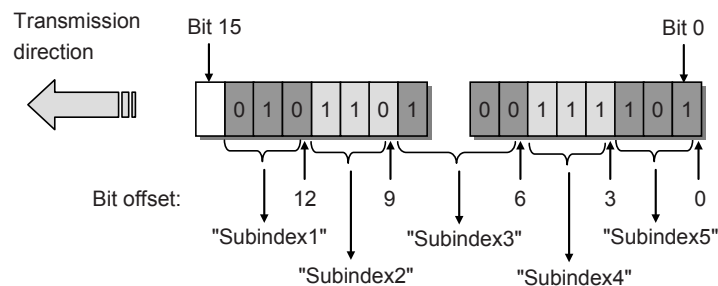 Transmission
direction
Bit 15
Bit 0
0 1 0 1 1 0 1 0 0 1 1 1 1 0 1
Bit offset: 12 9 6 3 0
"Subindex1" "Subindex3" "Subindex5"
"Subindex2" "Subindex4"